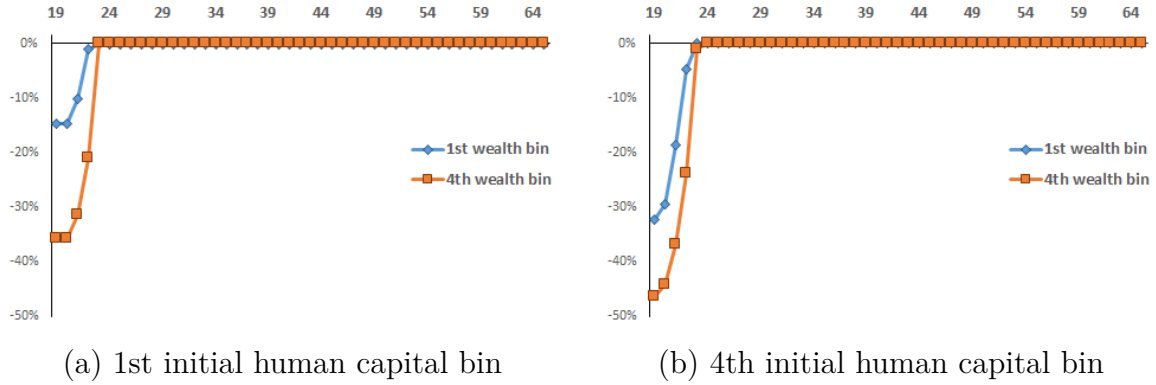 19 24 29 34 39 44 49 54 59 64
0%
-10%
-20%
-30%
-40%
-50%
1st wealth bin
4th wealth bin
(a) 1st initial human capital bin
19 24 29 34 39 44 49 54 59 64
0%
-10%
-20%
-30%
-40%
-50%
1st wealth bin
4th wealth bin
(b) 4th initial human capital bin